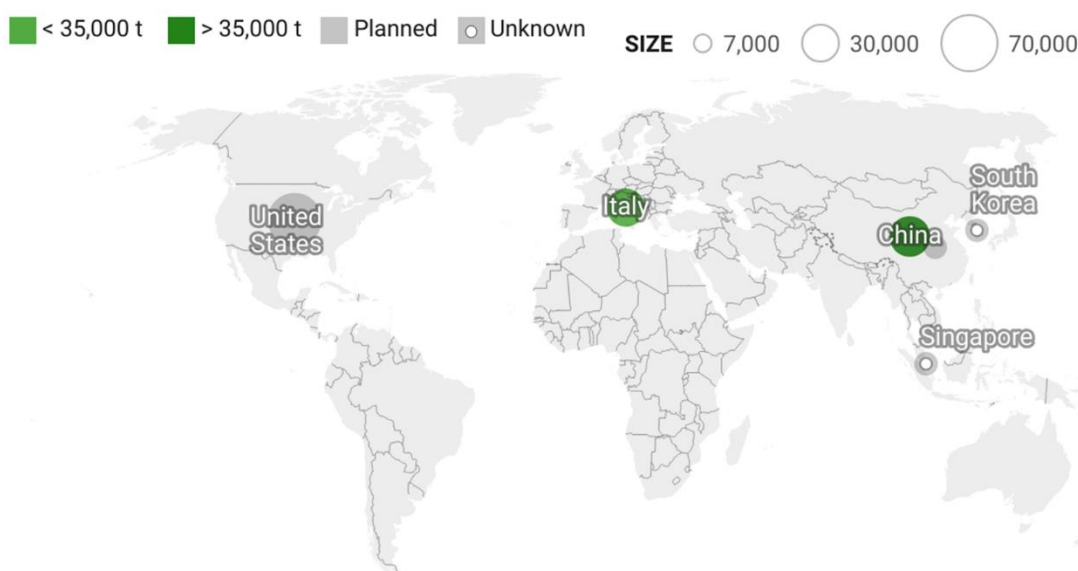 < 35,000 t > 35,000 t Planned Unknown
SIZE 7,000 30,000 70,000
South
Korea
Italy
United
States
China
Singapore